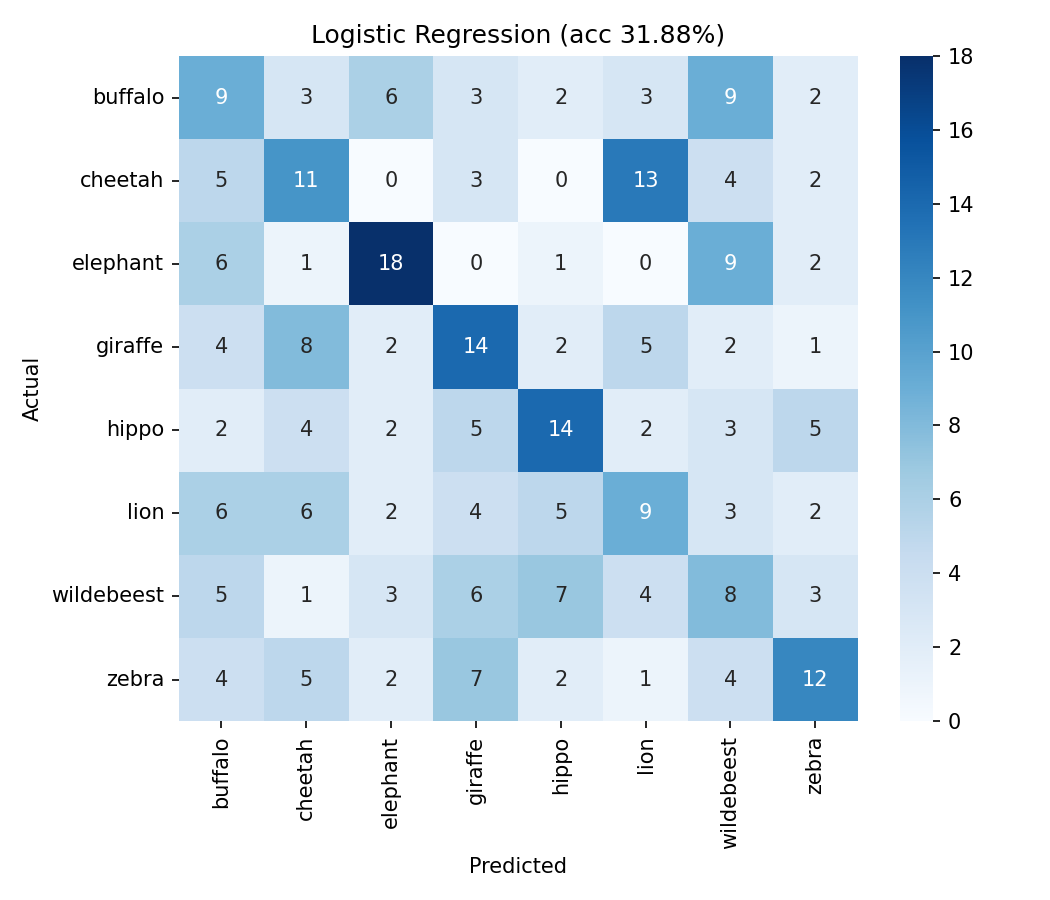 Logistic Regression (acc 31.88%)
buffalo 9 3 6 3 2 3 9 2
cheetah 5 11 0 3 0 13 4 2
elephant 6 1 18 0 1 0 9 2
giraffe 4 8 2 14 2 5 2 1
hippo 2 4 2 5 14 2 3 5
lion 6 6 2 4 5 9 3 2
wildebeest 5 1 3 6 7 4 8 3
zebra 4 5 2 7 2 1 4 12
Actual
buffalo cheetah elephant giraffe hippo lion wildebeest zebra
Predicted
18
16
14
12
10
8
6
4
2
0